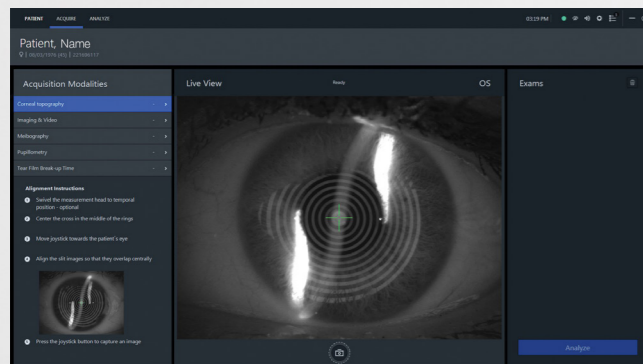 PATIENT ACQUIRE ANALYZE 03:19 PM
Patient, Name
Acquisition Modalities
Live View Ready OS
Exams
Corneal topography
Imaging & Video
Meibography
Pupillometry
Tear Film Break-up Time
Alignment Instructions
Swivel the measurement head to temporal
position - optional
Center the cross in the middle of the rings
Move joystick towards the patient's eye
Align the slit images so that they overlap centrally
Press the joystick button to capture an image
Analyze